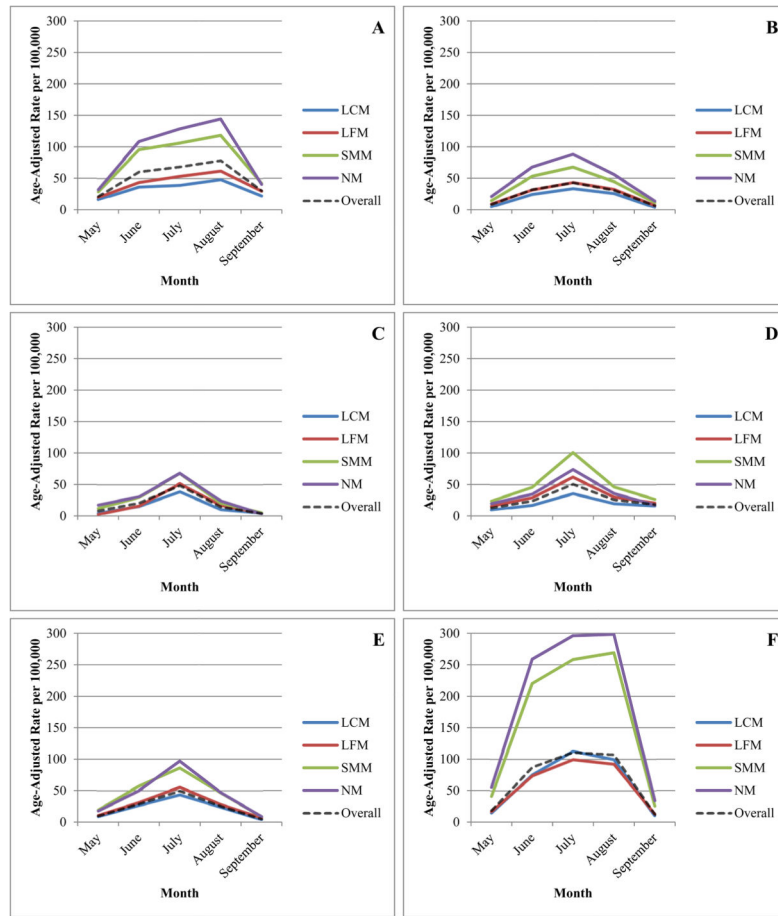 A
Age-Adjusted Rate per 100,000
300
250
200
150
100
50
0
May
June
July
August
September
Month
LCM
LFM
SMM
NM
Overall
B
Age-Adjusted Rate per 100,000
300
250
200
150
100
50
0
May
June
July
August
September
Month
LCM
LFM
SMM
NM
Overall
C
Age-Adjusted Rate per 100,000
300
250
200
150
100
50
0
May
June
July
August
September
Month
LCM
LFM
SMM
NM
Overall
D
Age-Adjusted Rate per 100,000
300
250
200
150
100
50
0
May
June
July
August
September
Month
LCM
LFM
SMM
NM
Overall
E
Age-Adjusted Rate per 100,000
300
250
200
150
100
50
0
May
June
July
August
September
Month
LCM
LFM
SMM
NM
Overall
F
Age-Adjusted Rate per 100,000
300
250
200
150
100
50
0
May
June
July
August
September
Month
LCM
LFM
SMM
NM
Overall